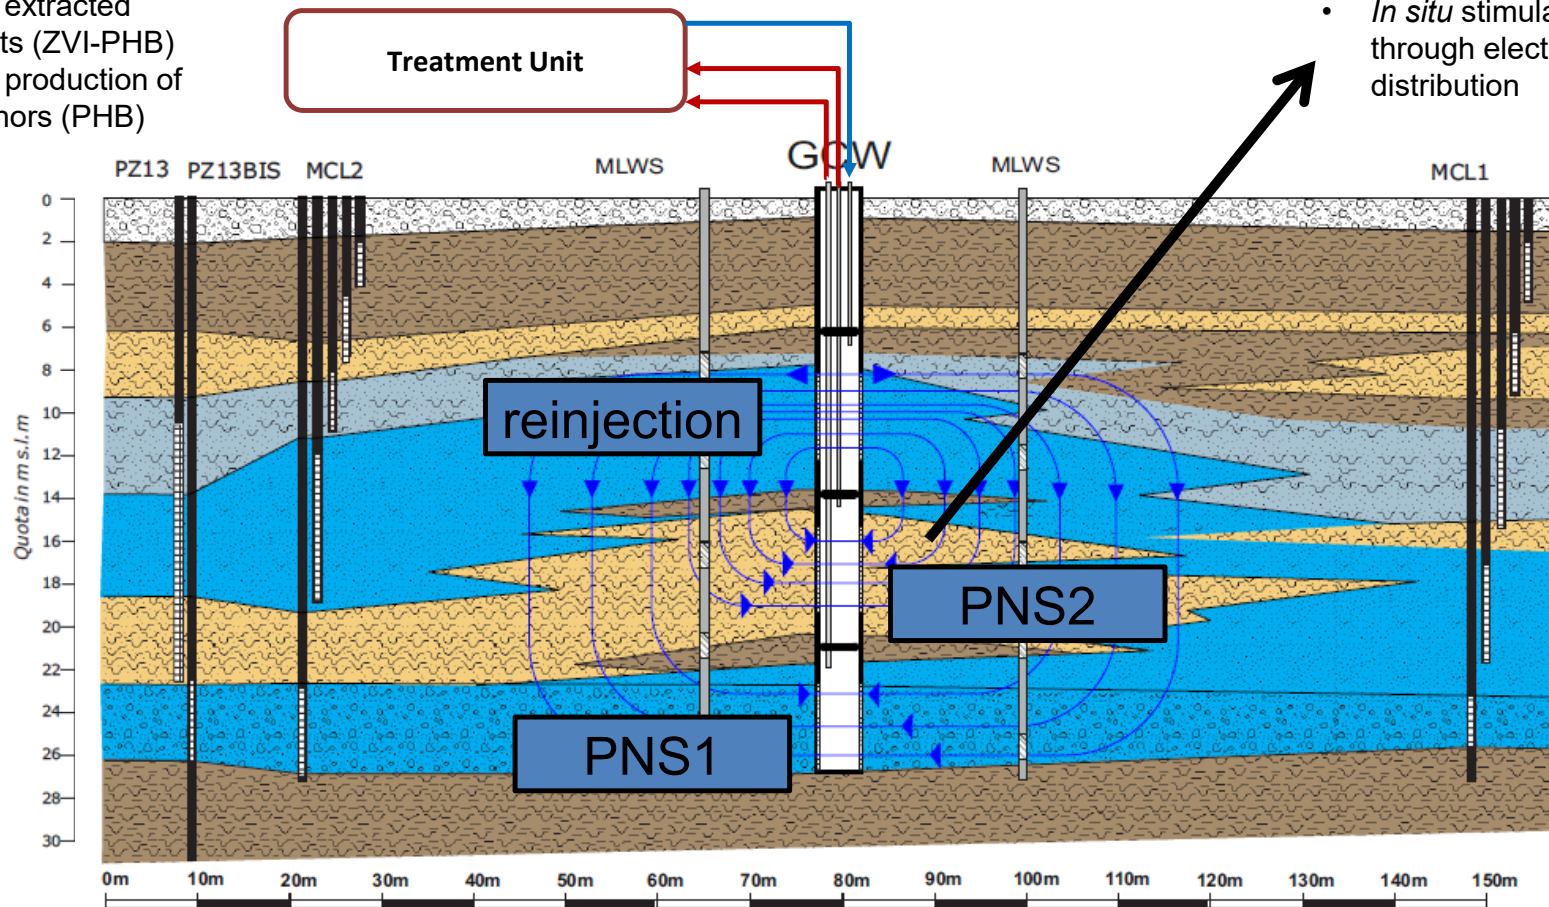 extracted
ts (ZVI-PHB)
production of
nors (PHB)
Treatment Unit
• In situ stimula
through elect
distribution
PZ13 PZ13BIS MCL2 MLWS GCW MLWS MCL1
Quota in m s.l.m
0
2
4
6
8
10
12
14
16
18
20
22
24
26
28
30
reinjection
PNS2
PNS1
0m 10m 20m 30m 40m 50m 60m 70m 80m 90m 100m 110m 120m 130m 140m 150m